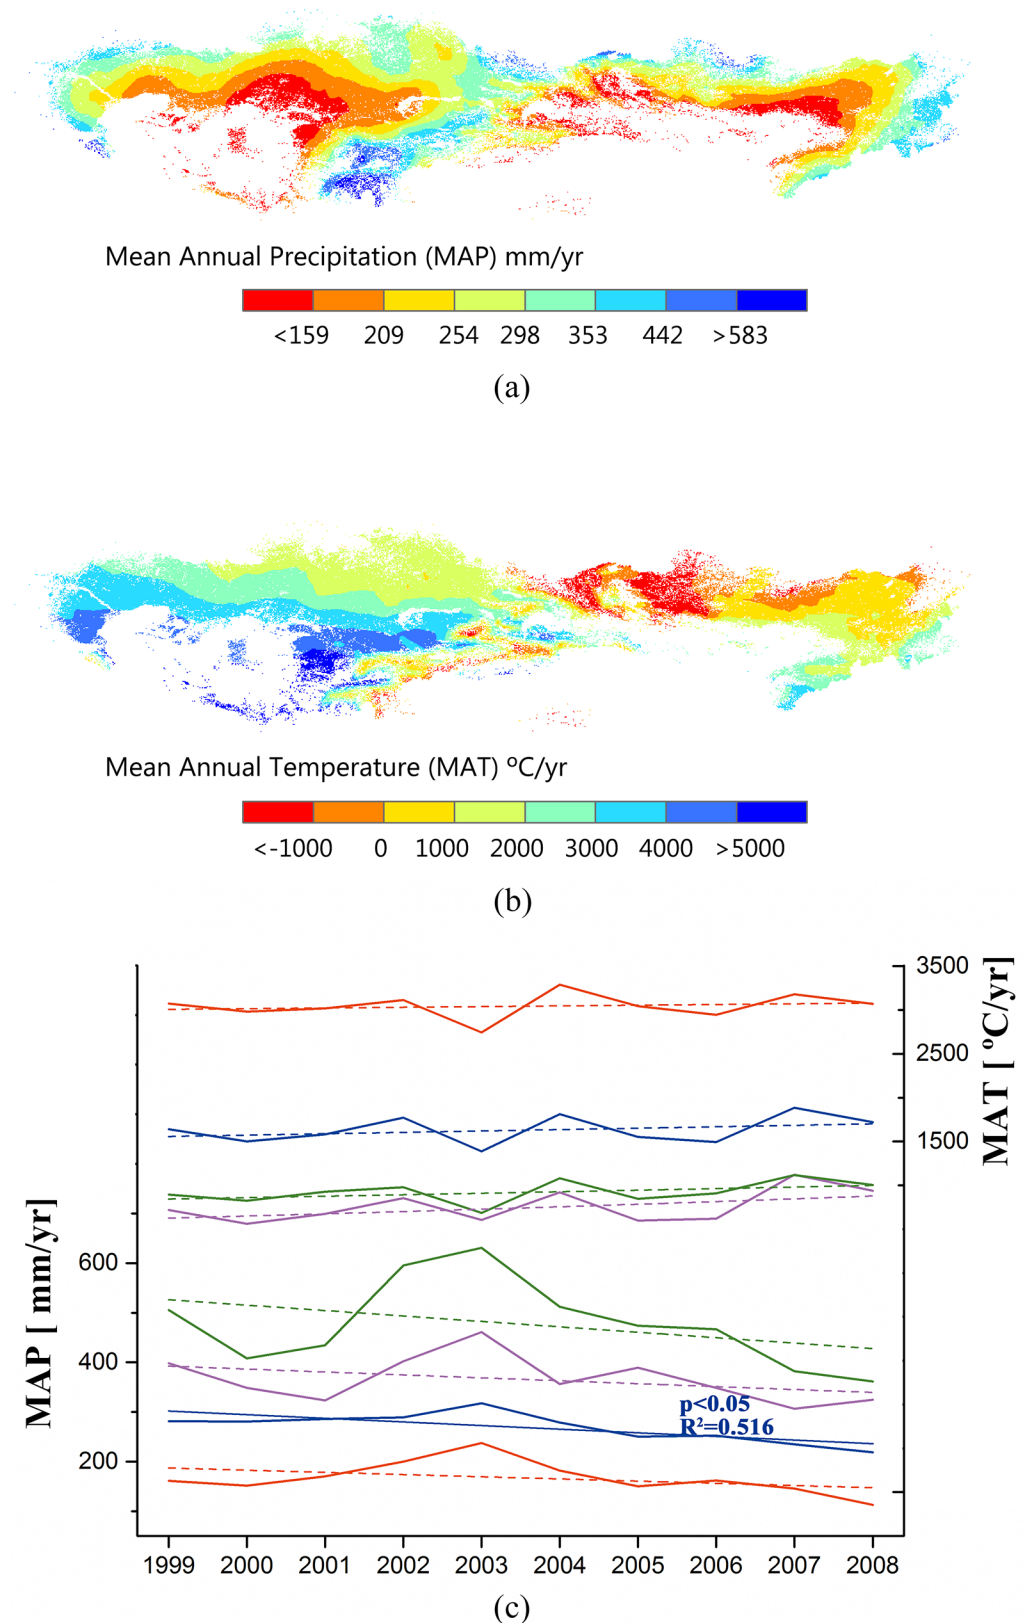 Mean Annual Precipitation (MAP) mm/yr
<159 209 254 298 353 442 >583
(a)
Mean Annual Temperature (MAT) °C/yr
<-1000 0 1000 2000 3000 4000 >5000
(b)
3500
2500
1500
MAT [ °C/yr]
MAP [ mm/yr]
600
400
200
p<0.05
R²=0.516
1999 2000 2001 2002 2003 2004 2005 2006 2007 2008
(c)